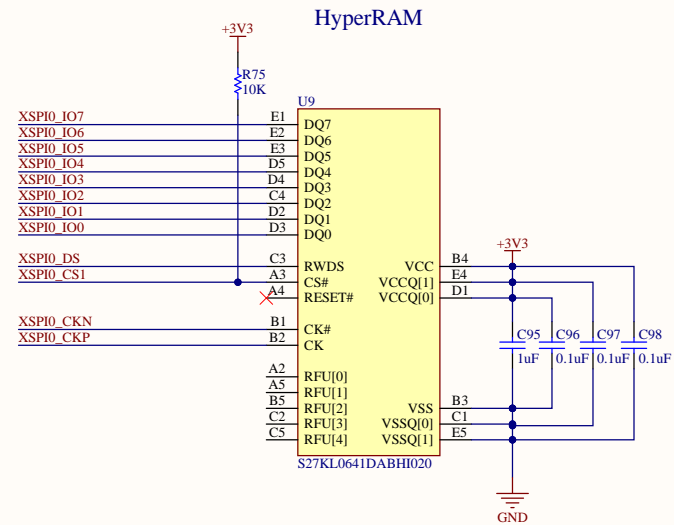 HyperRAM
+3V3
R75
10K
U9
XSPI0_IO7 E1 DQ7
XSPI0_IO6 E2 DQ6
XSPI0_IO5 E3 DQ5
XSPI0_IO4 D5 DQ4
XSPI0_IO3 D4 DQ3
XSPI0_IO2 C4 DQ2
XSPI0_IO1 D2 DQ1
XSPI0_IO0 D3 DQ0
+3V3
XSPI0_DS C3 RWDS VCC B4
XSPI0_CS1 A3 CS# VCCQ[1] E4
A4 RESET# VCCQ[0] D1
XSPI0_CKN B1 CK#
XSPI0_CKP B2 CK
C95 C96 C97 C98
1uF 0.1uF 0.1uF 0.1uF
A2 RFU[0]
A5 RFU[1]
B5 RFU[2] VSS B3
C2 RFU[3] VSSQ[0] C1
C5 RFU[4] VSSQ[1] E5
S27KL0641DABHI020
GND